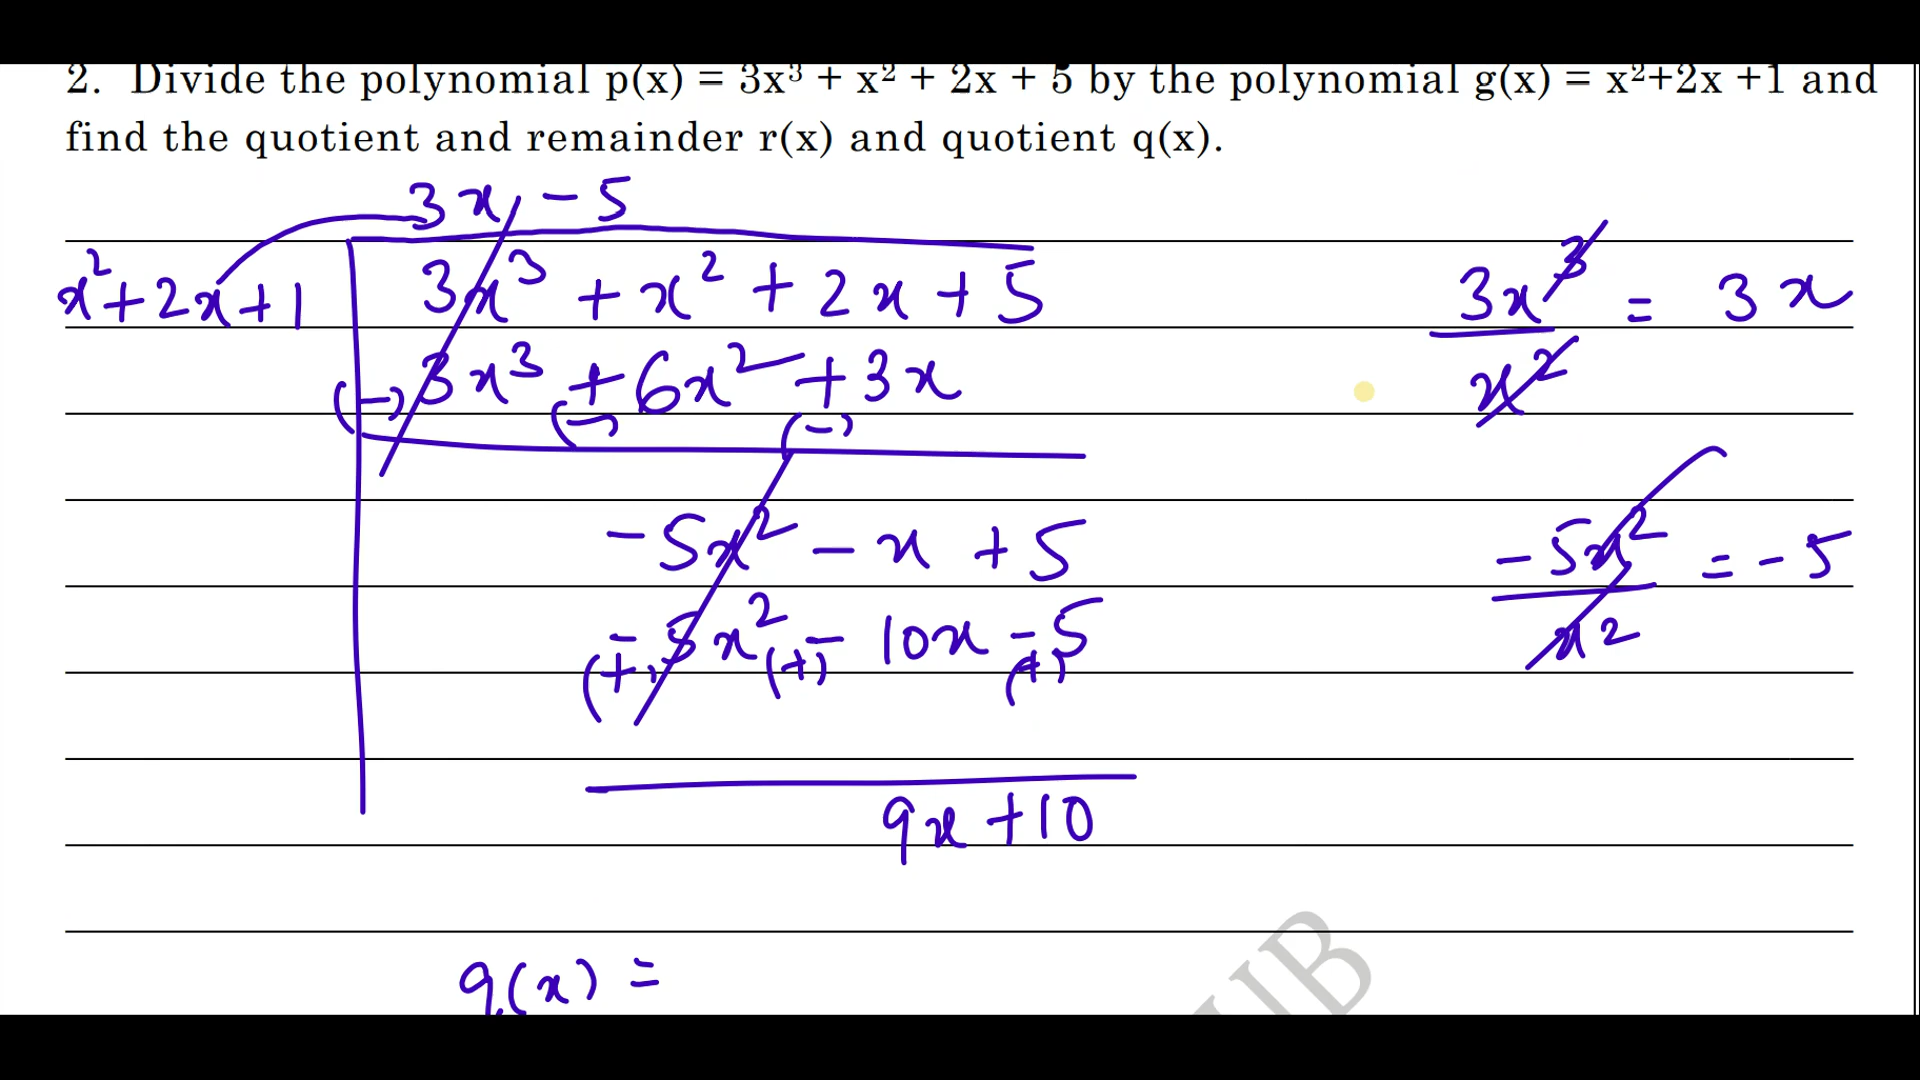 2. Divide the polynomial p(x) = 3x³ + x² + 2x + 5 by the polynomial g(x) = x²+2x +1 and
find the quotient and remainder r(x) and quotient q(x).
3x - 5
x² + 2x + 1
3x³ + x² + 2x + 5
3x³ + 6x² + 3x
(-) (-) (-)
-5x² - x + 5
-5x² - 10x - 5
(+) (+) (+)
9x + 10
3x³ / x² = 3x
-5x² / x² = -5
q(x) =